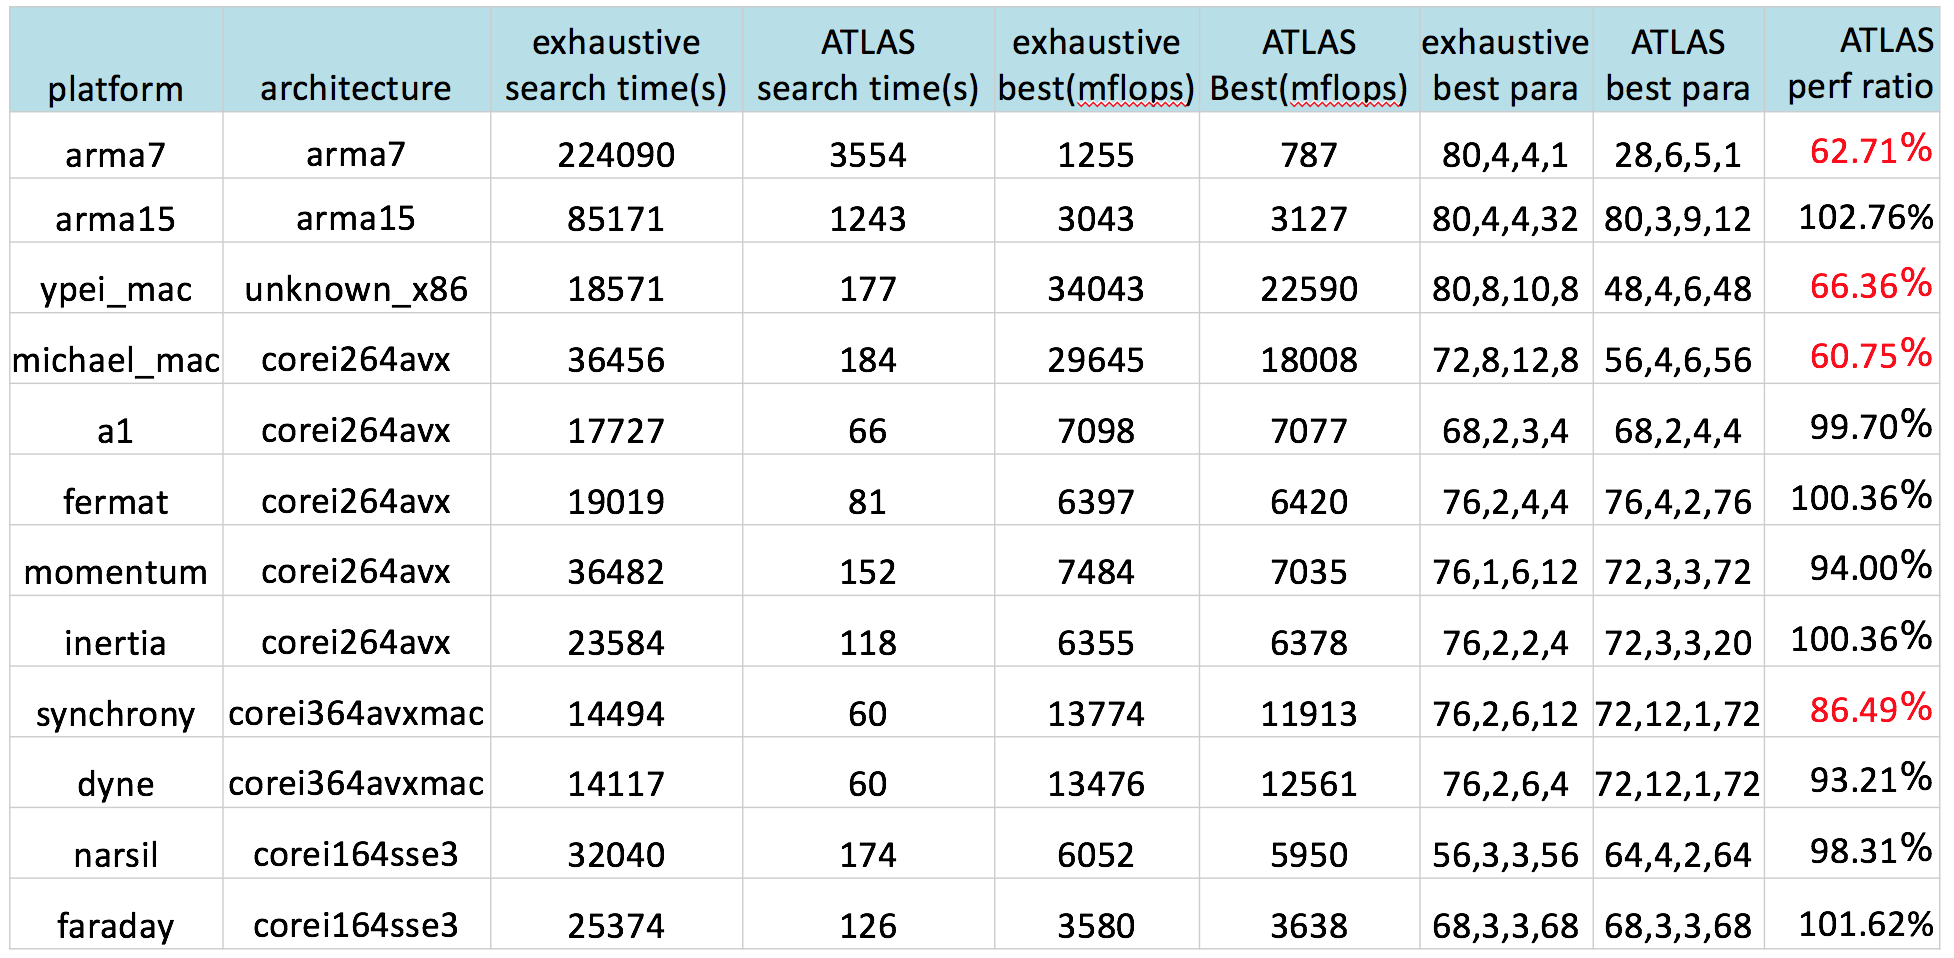 platform architecture exhaustive search time(s) ATLAS search time(s) exhaustive best(mflops) ATLAS Best(mflops) exhaustive best para ATLAS best para ATLAS perf ratio
arma7 arma7 224090 3554 1255 787 80,4,4,1 28,6,5,1 62.71%
arma15 arma15 85171 1243 3043 3127 80,4,4,32 80,3,9,12 102.76%
ypei_mac unknown_x86 18571 177 34043 22590 80,8,10,8 48,4,6,48 66.36%
michael_mac corei264avx 36456 184 29645 18008 72,8,12,8 56,4,6,56 60.75%
a1 corei264avx 17727 66 7098 7077 68,2,3,4 68,2,4,4 99.70%
fermat corei264avx 19019 81 6397 6420 76,2,4,4 76,4,2,76 100.36%
momentum corei264avx 36482 152 7484 7035 76,1,6,12 72,3,3,72 94.00%
inertia corei264avx 23584 118 6355 6378 76,2,2,4 72,3,3,20 100.36%
synchrony corei364avxmac 14494 60 13774 11913 76,2,6,12 72,12,1,72 86.49%
dyne corei364avxmac 14117 60 13476 12561 76,2,6,4 72,12,1,72 93.21%
narsil corei164sse3 32040 174 6052 5950 56,3,3,56 64,4,2,64 98.31%
faraday corei164sse3 25374 126 3580 3638 68,3,3,68 68,3,3,68 101.62%